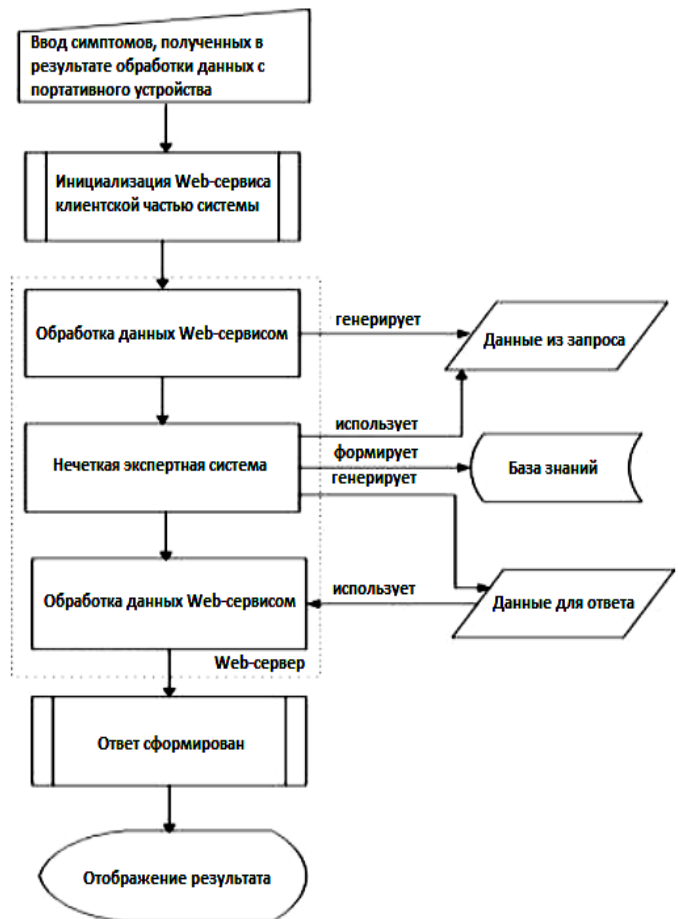 Ввод симптомов, полученных в
результате обработки данных с
портативного устройства
Инициализация Web-сервиса
клиентской частью системы
Обработка данных Web-сервисом
генерирует
Данные из запроса
использует
Нечеткая экспертная система
формирует
База знаний
генерирует
Обработка данных Web-сервисом
использует
Данные для ответа
Web-сервер
Ответ сформирован
Отображение результата